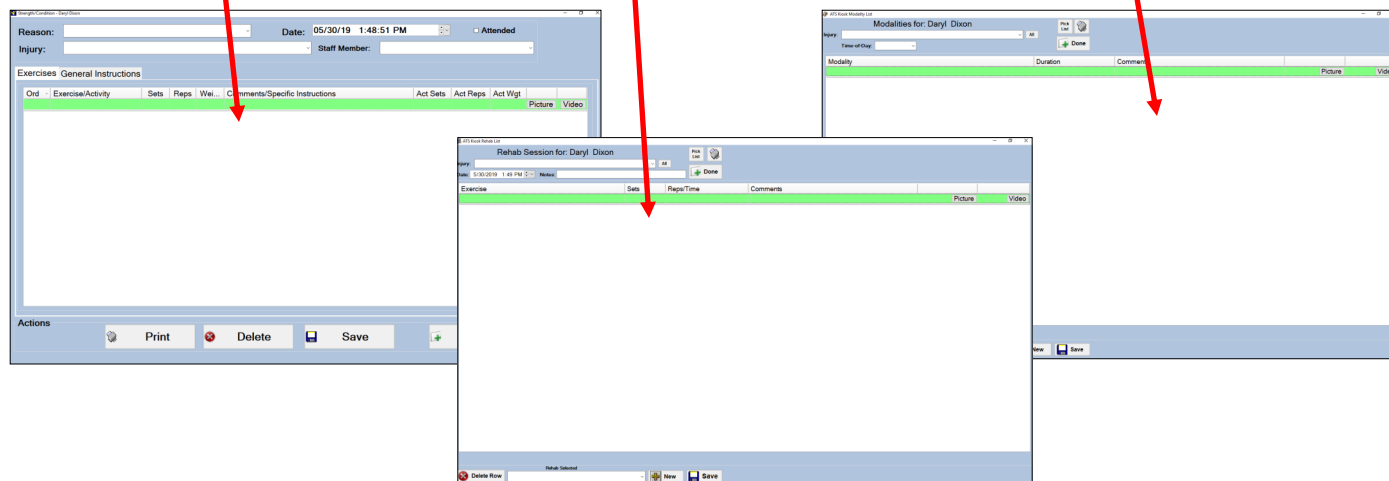 Strength/Condition - Daryl Dixon
Reason:
Date: 05/30/19 1:48:51 PM
Attended
Injury:
Staff Member:
Exercises General Instructions
Ord Exercise/Activity Sets Reps Wei... Comments/Specific Instructions Act Sets Act Reps Act Wgt
Picture Video
Actions
Print Delete Save
ATS Kiosk Rehab List
Rehab Session for: Daryl Dixon
Pick List
Injury:
All
Date: 5/30/2019 1:49 PM Notes:
Done
Exercise Sets Reps/Time Comments
Picture Video
Rehab Selected
Delete Row New Save
ATS Kiosk Modality List
Modalities for: Daryl Dixon
Pick List
Injury:
All
Time of Day:
Done
Modality Duration Comment
Picture Vide
New Save